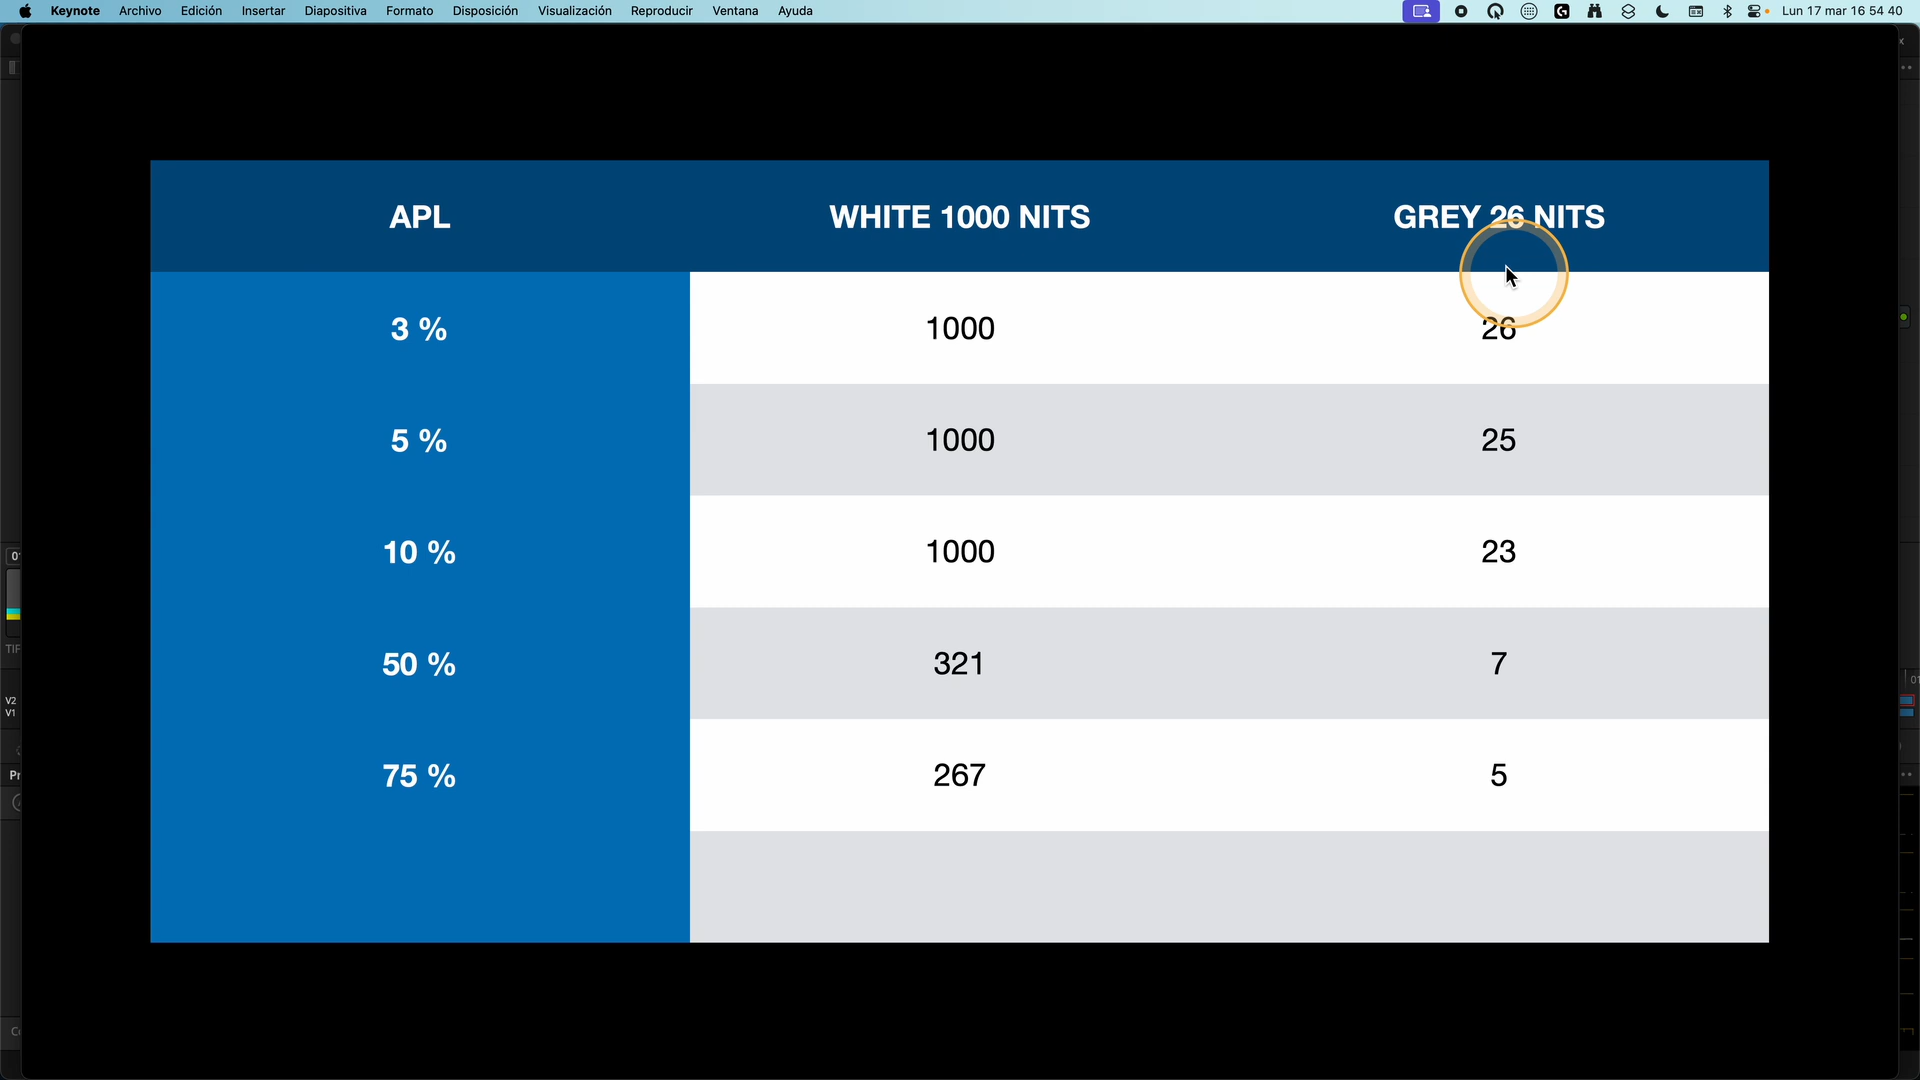 Keynote Archivo Edición Insertar Diapositiva Formato Disposición Visualización Reproducir Ventana Ayuda Lun 17 mar 16 54 40
APL WHITE 1000 NITS GREY 26 NITS
3 % 1000 26
5 % 1000 25
10 % 1000 23
50 % 321 7
75 % 267 5
V2
V1